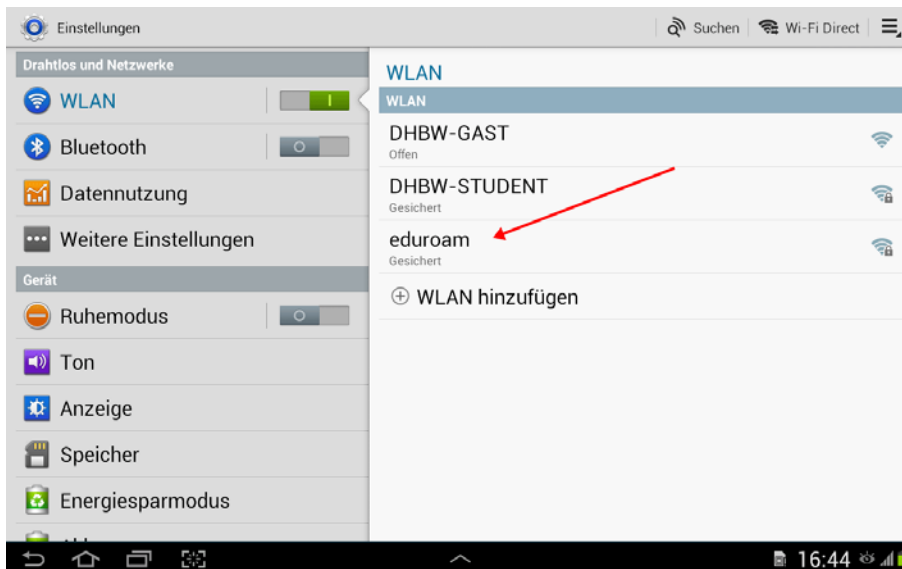 Einstellungen
Suchen
Wi-Fi Direct
Drahtlos und Netzwerke
WLAN
Bluetooth
Datennutzung
Weitere Einstellungen
Gerät
Ruhemodus
Ton
Anzeige
Speicher
Energiesparmodus
WLAN
WLAN
DHBW-GAST
Offen
DHBW-STUDENT
Gesichert
eduroam
Gesichert
WLAN hinzufügen
16:44